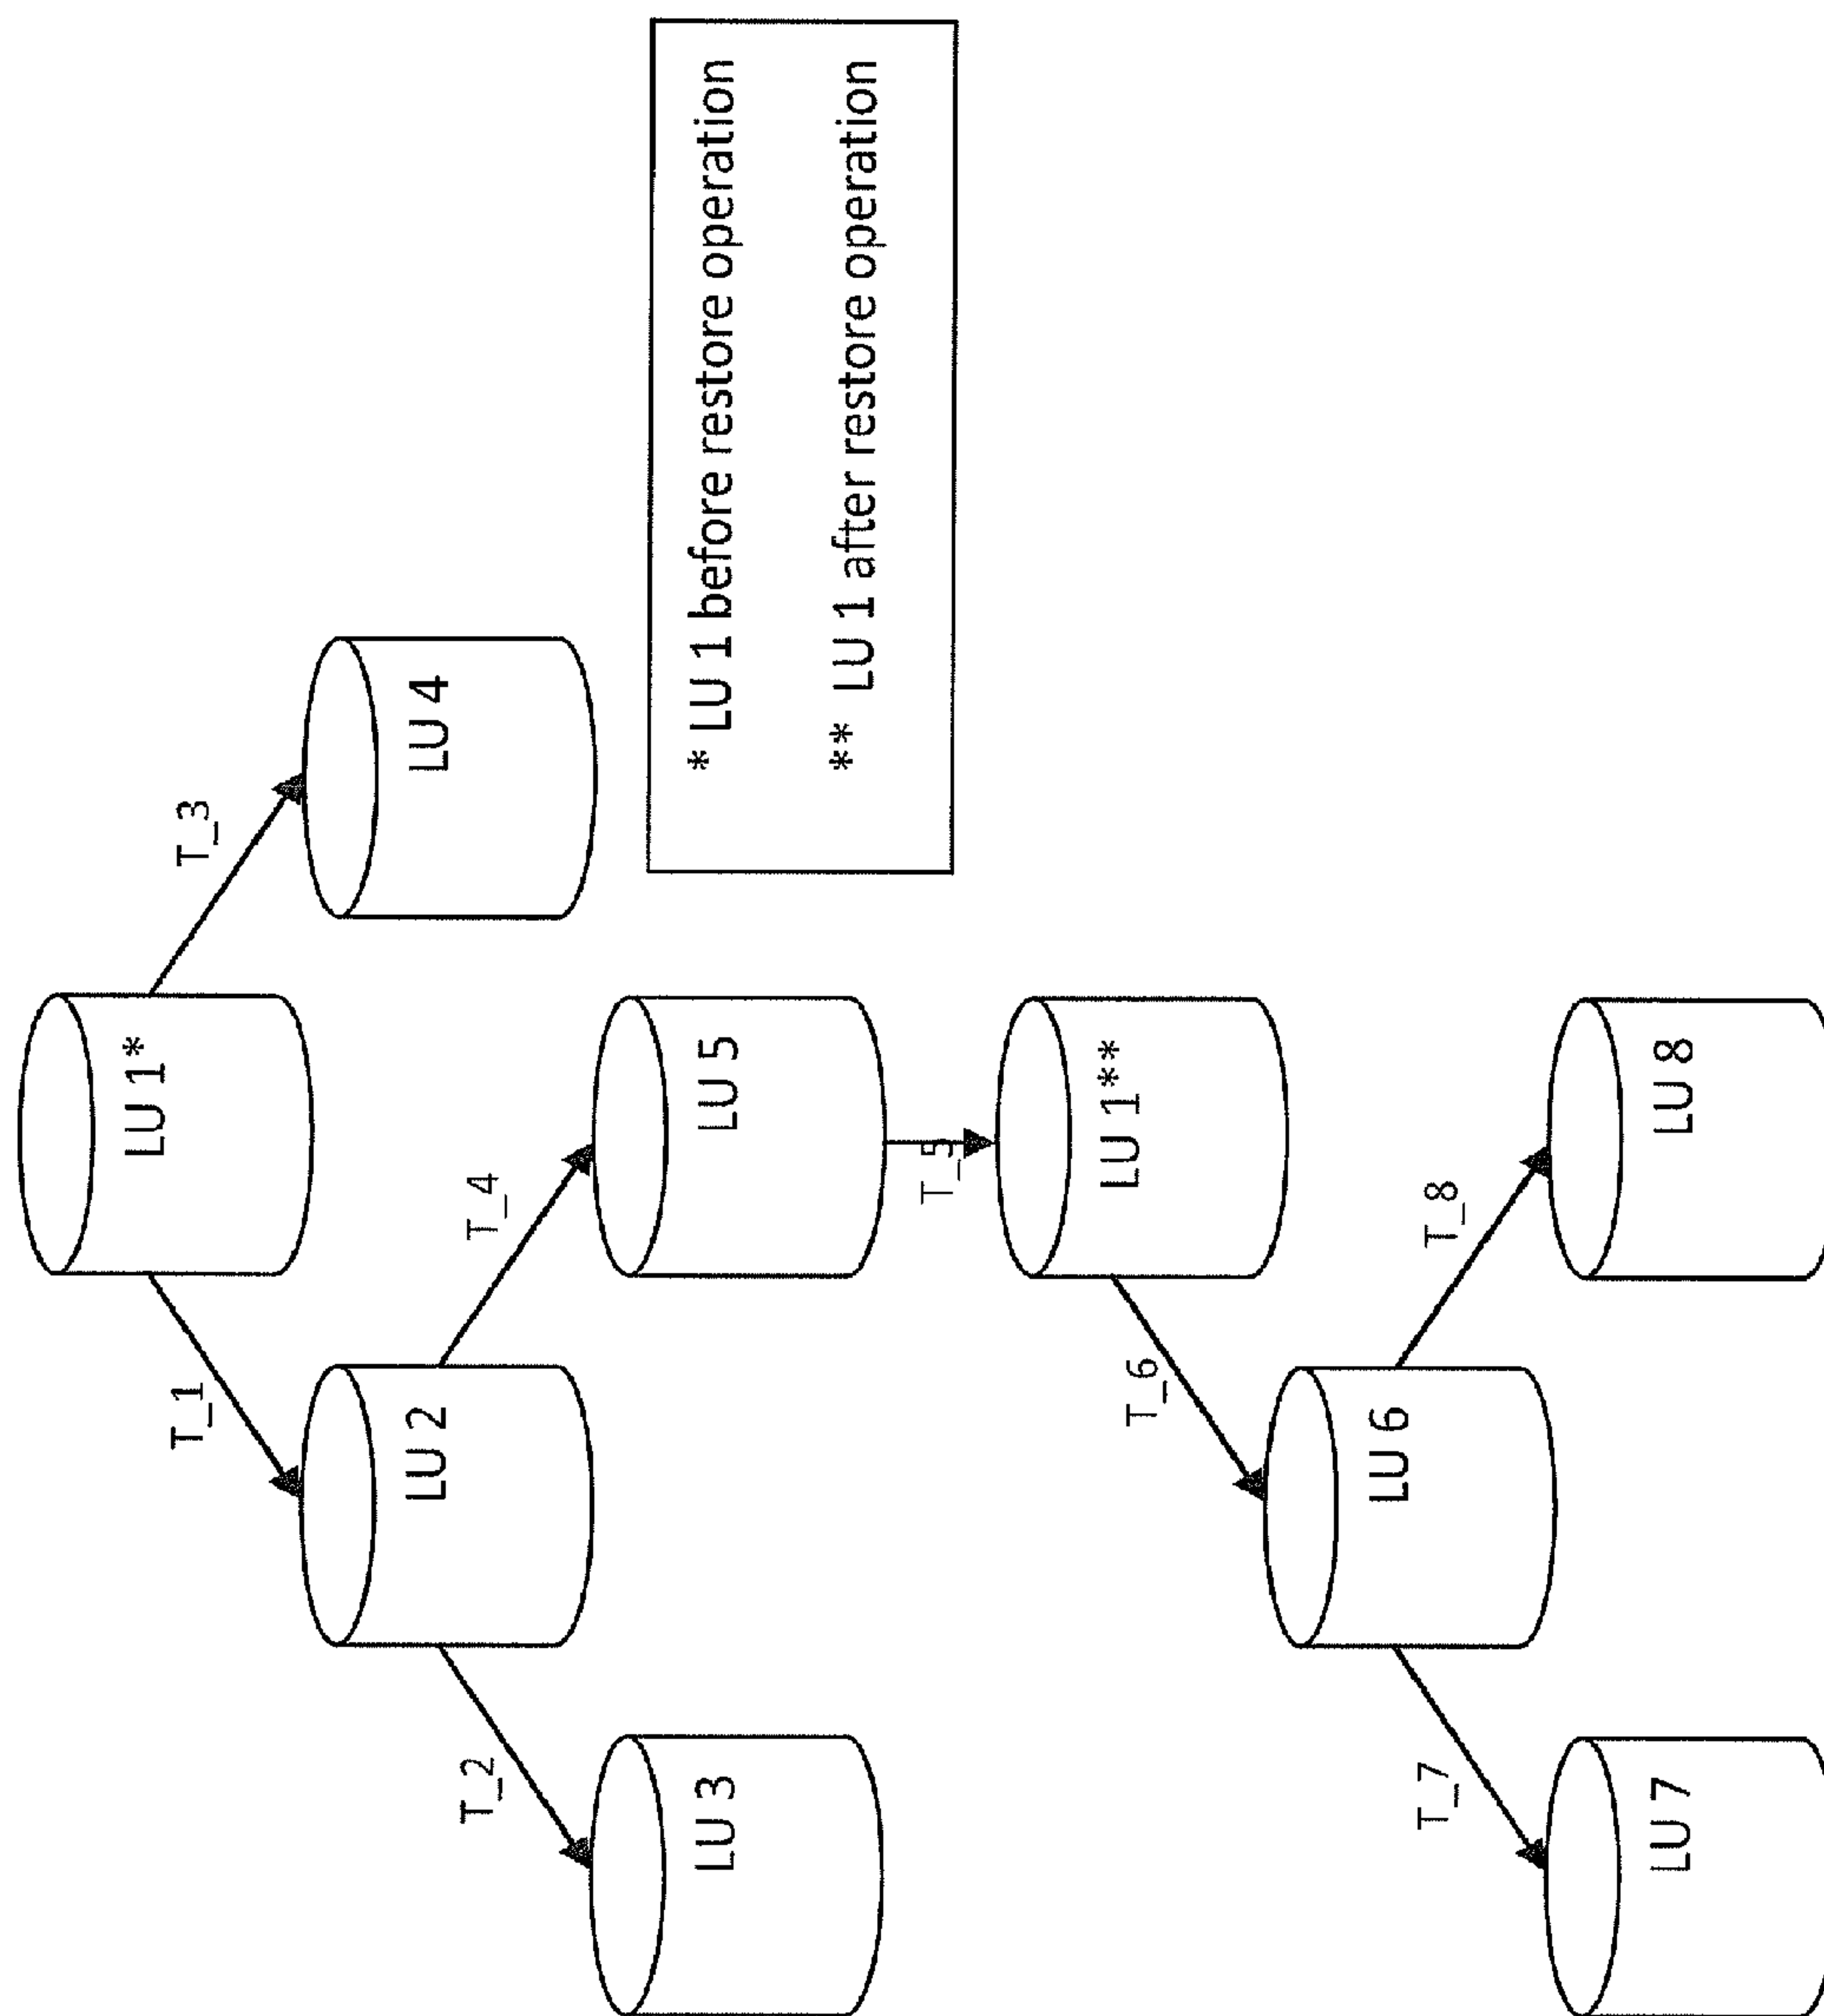 LU 1*
T_1
T_3
LU 2
LU 4
T_2
T_4
LU 3
LU 5
* LU 1 before restore operation
** LU 1 after restore operation
T_5
LU 1**
T_6
LU 6
T_7
T_8
LU 7
LU 8